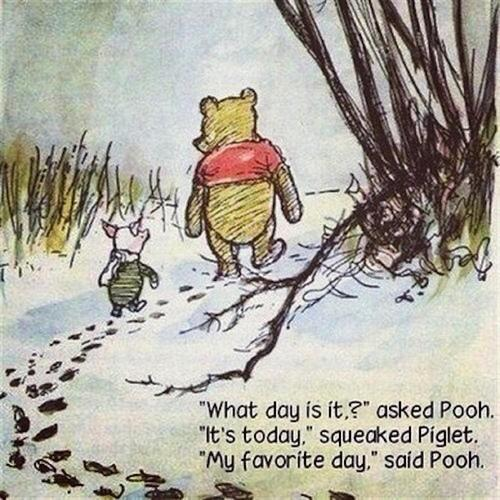 "What day is it,?" asked Pooh.
"It's today," squeaked Piglet.
"My favorite day," said Pooh.